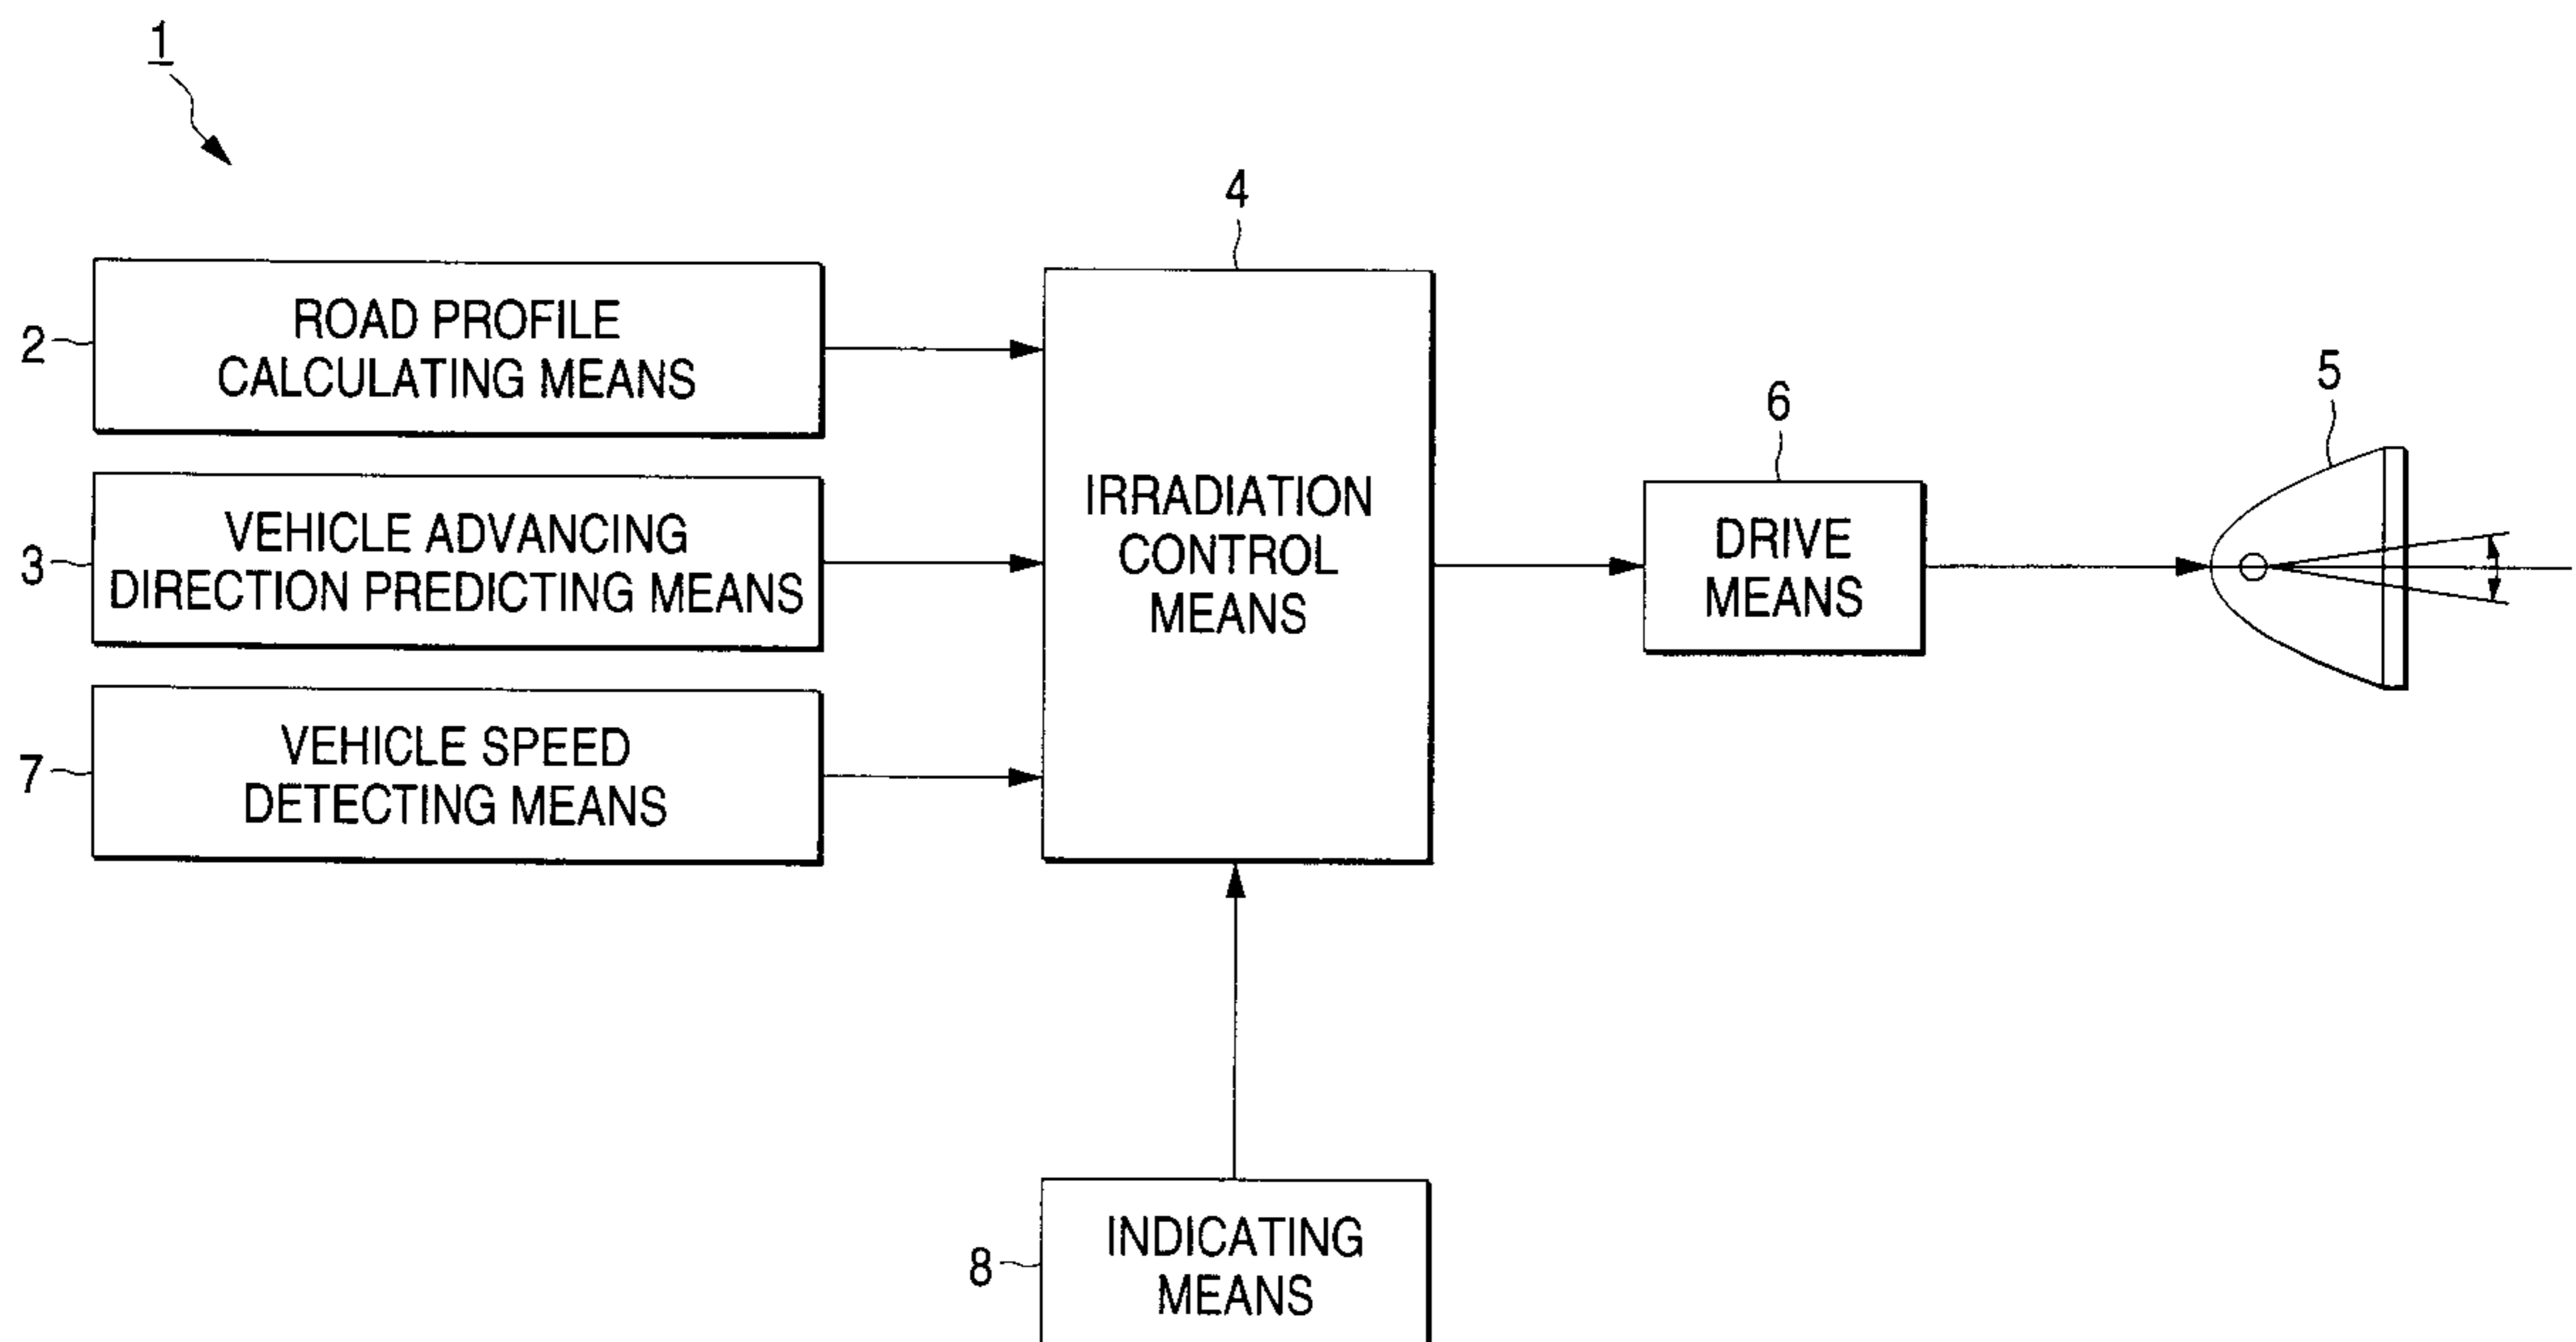 1
4
2
ROAD PROFILE
CALCULATING MEANS
5
6
3
VEHICLE ADVANCING
DIRECTION PREDICTING MEANS
IRRADIATION
CONTROL
MEANS
DRIVE
MEANS
7
VEHICLE SPEED
DETECTING MEANS
8
INDICATING
MEANS